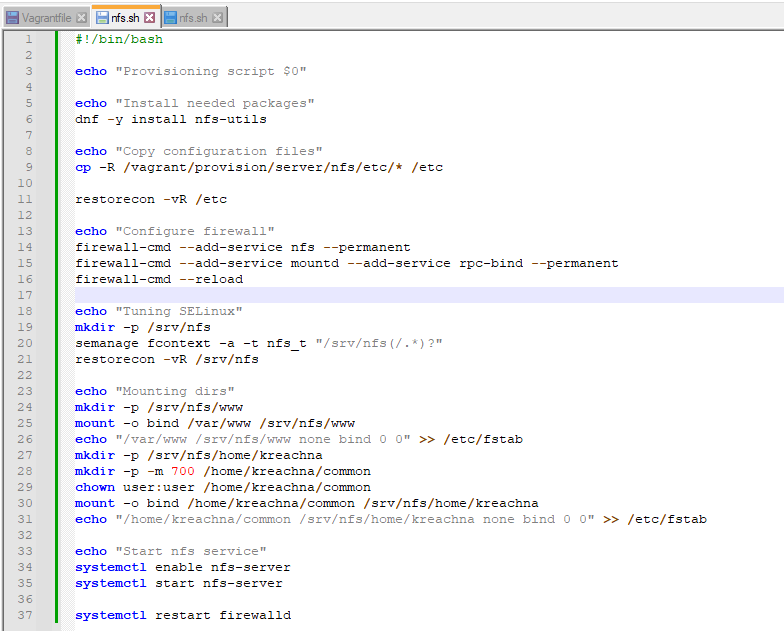 Vagrantfile nfs.sh nfs.sh
1 #!/bin/bash
2
3 echo "Provisioning script $0"
4
5 echo "Install needed packages"
6 dnf -y install nfs-utils
7
8 echo "Copy configuration files"
9 cp -R /vagrant/provision/server/nfs/etc/* /etc
10
11 restorecon -vR /etc
12
13 echo "Configure firewall"
14 firewall-cmd --add-service nfs --permanent
15 firewall-cmd --add-service mountd --add-service rpc-bind --permanent
16 firewall-cmd --reload
17
18 echo "Tuning SELinux"
19 mkdir -p /srv/nfs
20 semanage fcontext -a -t nfs_t "/srv/nfs(/.*)?"
21 restorecon -vR /srv/nfs
22
23 echo "Mounting dirs"
24 mkdir -p /srv/nfs/www
25 mount -o bind /var/www /srv/nfs/www
26 echo "/var/www /srv/nfs/www none bind 0 0" >> /etc/fstab
27 mkdir -p /srv/nfs/home/kreachna
28 mkdir -p -m 700 /home/kreachna/common
29 chown user:user /home/kreachna/common
30 mount -o bind /home/kreachna/common /srv/nfs/home/kreachna
31 echo "/home/kreachna/common /srv/nfs/home/kreachna none bind 0 0" >> /etc/fstab
32
33 echo "Start nfs service"
34 systemctl enable nfs-server
35 systemctl start nfs-server
36
37 systemctl restart firewalld